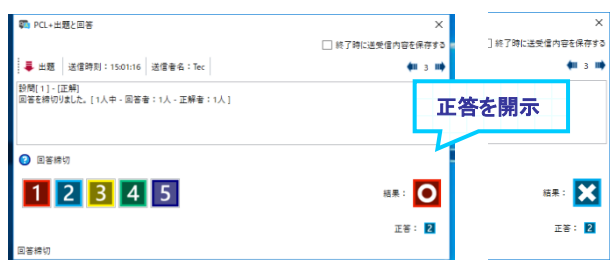 PCL+出題と回答
終了時に送受信内容を保存する
出題 送信時刻：15:01:16 送信者名：Tec
3
設問[ 1 ] - [正解]
回答を締切りました。[ 1人中 - 回答者：1人 - 正解者：1人 ]
回答締切
1 2 3 4 5
結果：
正答： 2
回答締切
終了時に送受信内容を保存する
3
正答を開示
結果：
正答： 2